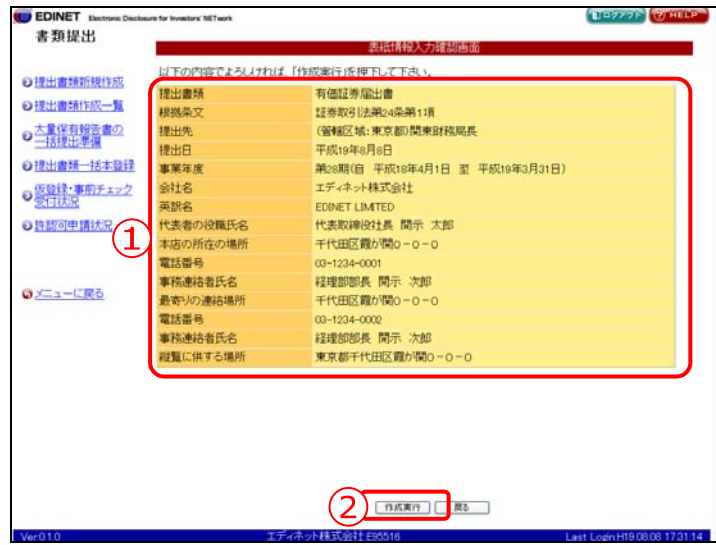 EDINET Electronic Disclosure for Investors' NETwork
ログアウト ? HELP
書類提出
表紙情報入力確認画面
以下の内容でよろしければ、「作成実行」を押下して下さい。
提出書類新規作成
提出書類作成一覧
大量保有報告書の
一括提出準備
提出書類一括本登録
仮登録・事前チェック
受付状況
許認可申請状況
メニューに戻る
①
提出書類 有価証券届出書
根拠条文 証券取引法第24条第1項
提出先 (管轄区域:東京都)関東財務局長
提出日 平成19年8月8日
事業年度 第28期(自 平成18年4月1日 至 平成19年3月31日)
会社名 エディネット株式会社
英訳名 EDINET LIMITED
代表者の役職氏名 代表取締役社長 開示 太郎
本店の所在の場所 千代田区霞が関0-0-0
電話番号 03-1234-0001
事務連絡者氏名 経理部部長 開示 次郎
最寄りの連絡場所 千代田区霞が関0-0-0
電話番号 03-1234-0002
事務連絡者氏名 経理部部長 開示 次郎
縦覧に供する場所 東京都千代田区霞が関0-0-0
② 作成実行 戻る
Ver0.1.0 エディネット株式会社:E95516 Last Login:H19.08.08 17:31:14